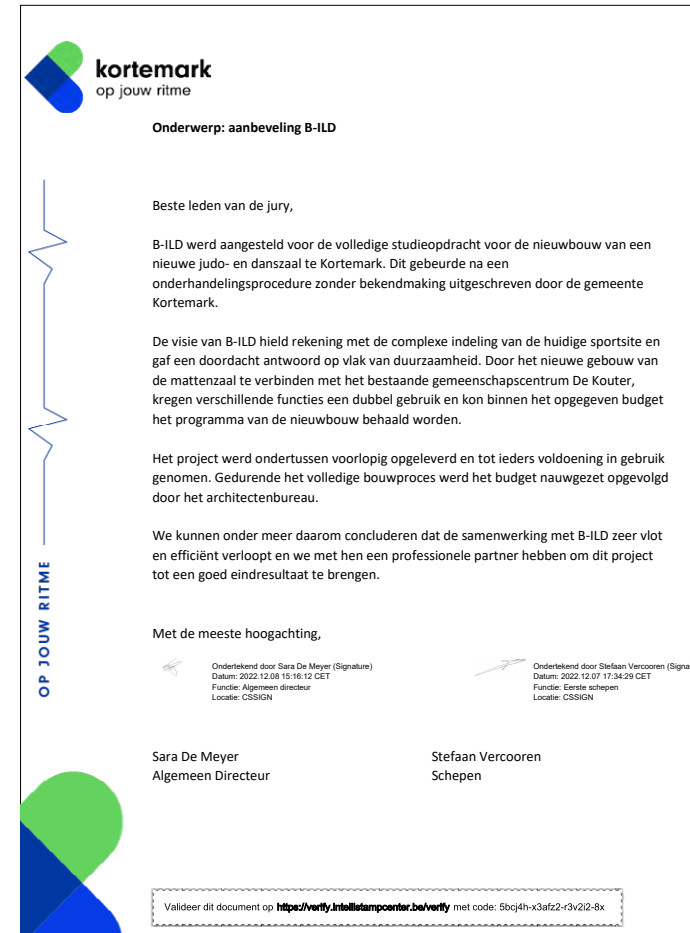 kortemark
op jouw ritme
Onderwerp: aanbeveling B-ILD
Beste leden van de jury,
B-ILD werd aangesteld voor de volledige studieopdracht voor de nieuwbouw van een
nieuwe judo- en danszaal te Kortemark. Dit gebeurde na een
onderhandelingsprocedure zonder bekendmaking uitgeschreven door de gemeente
Kortemark.
De visie van B-ILD hield rekening met de complexe indeling van de huidige sportsite en
gaf een doordacht antwoord op vlak van duurzaamheid. Door het nieuwe gebouw van
de mattenzaal te verbinden met het bestaande gemeenschapscentrum De Kouter,
kregen verschillende functies een dubbel gebruik en kon binnen het opgegeven budget
het programma van de nieuwbouw behaald worden.
Het project werd ondertussen voorlopig opgeleverd en tot ieders voldoening in gebruik
genomen. Gedurende het volledige bouwproces werd het budget nauwgezet opgevolgd
door het architectenbureau.
We kunnen onder meer daarom concluderen dat de samenwerking met B-ILD zeer vlot
en efficiënt verloopt en we met hen een professionele partner hebben om dit project
tot een goed eindresultaat te brengen.
OP JOUW RITME
Met de meeste hoogachting,
Ondertekend door Sara De Meyer (Signature)
Datum: 2022.12.08 15:16:12 CET
Functie: Algemeen directeur
Locatie: CSSIGN
Ondertekend door Stefaan Vercooren (Signa
Datum: 2022.12.07 17:34:29 CET
Functie: Eerste schepen
Locatie: CSSIGN
Sara De Meyer
Algemeen Directeur
Stefaan Vercooren
Schepen
Valideer dit document op https://verify.intellistampcenter.be/verify met code: 5bcj4h-x3afz2-r3v2i2-8x